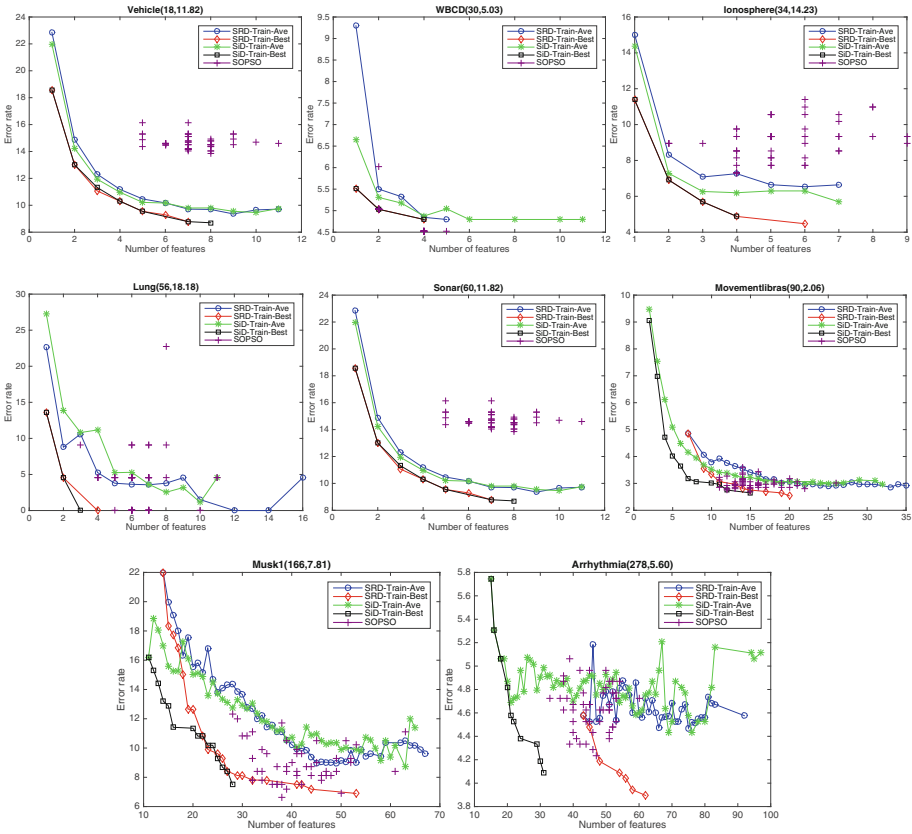 Vehicle(18,11.82)
Error rate
24
22
20
18
16
14
12
10
8
SRD-Train-Ave
SRD-Train-Best
SiD-Train-Ave
SiD-Train-Best
SOPSO
0 2 4 6 8 10 12
Number of features
WBCD(30,5.03)
Error rate
9.5
9
8.5
8
7.5
7
6.5
6
5.5
5
4.5
SRD-Train-Ave
SRD-Train-Best
SiD-Train-Ave
SiD-Train-Best
SOPSO
0 2 4 6 8 10 12
Number of features
Ionosphere(34,14.23)
Error rate
16
14
12
10
8
6
4
SRD-Train-Ave
SRD-Train-Best
SiD-Train-Ave
SiD-Train-Best
SOPSO
1 2 3 4 5 6 7 8 9
Number of features
Lung(56,18.18)
Error rate
30
25
20
15
10
5
0
SRD-Train-Ave
SRD-Train-Best
SiD-Train-Ave
SiD-Train-Best
SOPSO
0 2 4 6 8 10 12 14 16
Number of features
Sonar(60,11.82)
Error rate
24
22
20
18
16
14
12
10
8
SRD-Train-Ave
SRD-Train-Best
SiD-Train-Ave
SiD-Train-Best
SOPSO
0 2 4 6 8 10 12
Number of features
Movementlibras(90,2.06)
Error rate
10
9
8
7
6
5
4
3
2
SRD-Train-Ave
SRD-Train-Best
SiD-Train-Ave
SiD-Train-Best
SOPSO
0 5 10 15 20 25 30 35
Number of features
Musk1(166,7.81)
Error rate
22
20
18
16
14
12
10
8
6
SRD-Train-Ave
SRD-Train-Best
SiD-Train-Ave
SiD-Train-Best
SOPSO
10 20 30 40 50 60 70
Number of features
Arrhythmia(278,5.60)
Error rate
5.8
5.6
5.4
5.2
5
4.8
4.6
4.4
4.2
4
3.8
SRD-Train-Ave
SRD-Train-Best
SiD-Train-Ave
SiD-Train-Best
SOPSO
10 20 30 40 50 60 70 80 90 100
Number of features